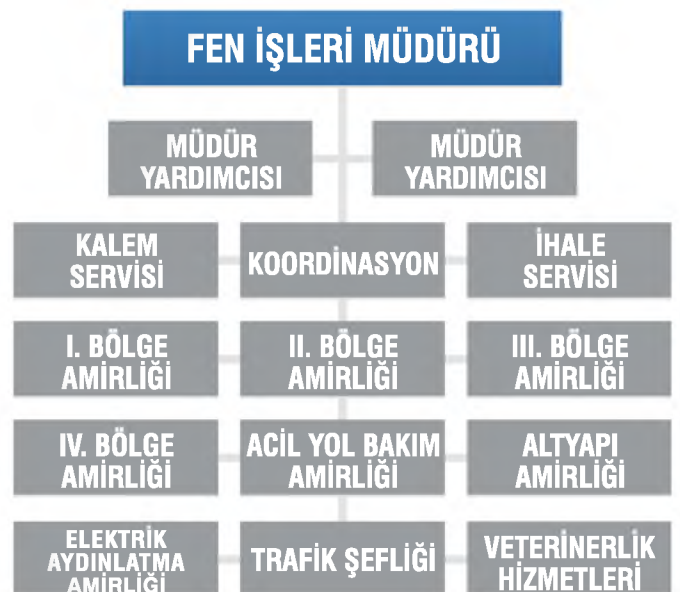 FEN İŞLERİ MÜDÜRÜ
MÜDÜR
YARDIMCISI
MÜDÜR
YARDIMCISI
KALEM
SERVİSİ
KOORDİNASYON
İHALE
SERVİSİ
I. BÖLGE
AMİRLİĞİ
II. BÖLGE
AMİRLİĞİ
III. BÖLGE
AMİRLİĞİ
IV. BÖLGE
AMİRLİĞİ
ACİL YOL BAKIM
AMİRLİĞİ
ALTYAPI
AMİRLİĞİ
ELEKTRİK
AYDINLATMA
AMİRLİĞİ
TRAFİK ŞEFLİĞİ
VETERİNERLİK
HİZMETLERİ